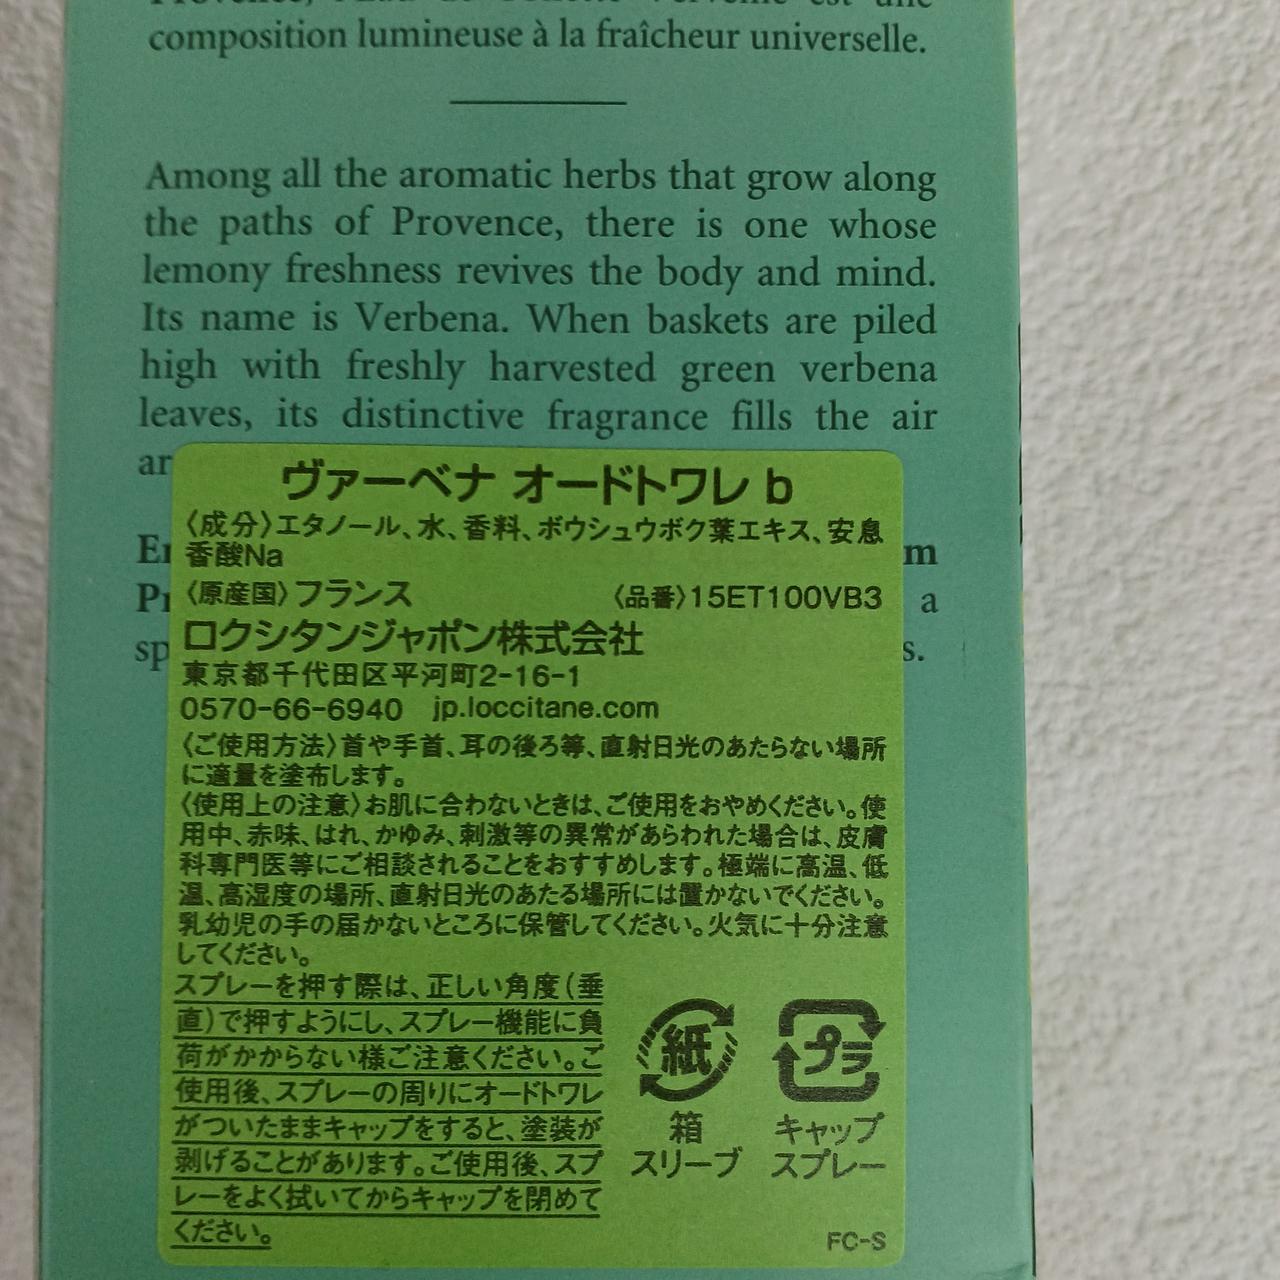 composition lumineuse à la fraîcheur universelle.
Among all the aromatic herbs that grow along
the paths of Provence, there is one whose
lemony freshness revives the body and mind.
Its name is Verbena. When baskets are piled
high with freshly harvested green verbena
leaves, its distinctive fragrance fills the air
ヴァーベナ オードトワレ b
〈成分〉エタノール、水、香料、ボウシュウボク葉エキス、安息
香酸Na
〈原産国〉フランス 〈品番〉15ET100VB3
a
ロクシタンジャポン株式会社
東京都千代田区平河町2-16-1
0570-66-6940 jp.loccitane.com
〈ご使用方法〉首や手首、耳の後ろ等、直射日光のあたらない場所
に適量を塗布します。
〈使用上の注意〉お肌に合わないときは、ご使用をおやめください。使
用中、赤味、はれ、かゆみ、刺激等の異常があらわれた場合は、皮膚
科専門医等にご相談されることをおすすめします。極端に高温、低
温、高湿度の場所、直射日光のあたる場所には置かないでください。
乳幼児の手の届かないところに保管してください。火気に十分注意
してください。
スプレーを押す際は、正しい角度(垂
直)で押すようにし、スプレー機能に負
荷がかからない様ご注意ください。ご
使用後、スプレーの周りにオードトワレ
がついたままキャップをすると、塗装が
剥げることがあります。ご使用後、スプ
レーをよく拭いてからキャップを閉めて
ください。
紙
箱
スリーブ
プラ
キャップ
スプレー
FC-S